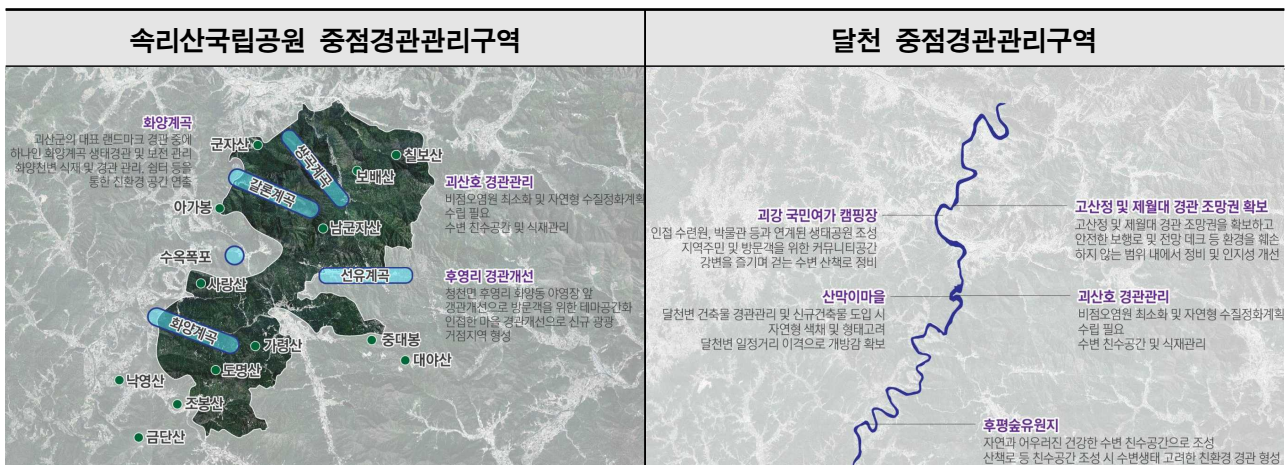 속리산국립공원 중점경관관리구역
화양계곡
괴산군의 대표 랜드마크 경관 중에
하나인 화양계곡 생태경관 및 보전 관리
화양천변 식재 및 경관 관리, 쉼터 등을
통한 친환경 공간 연출
군자산
쌍곡계곡
칠보산
보배산
갈론계곡
아가봉
남군자산
수옥폭포
사랑산
선유계곡
화양계곡
가령산
중대봉
대야산
도명산
낙영산
조봉산
금단산
괴산호 경관관리
비점오염원 최소화 및 자연형 수질정화계획
수립 필요
수변 친수공간 및 식재관리
후영리 경관개선
청천면 후영리 화양동 야영장 앞
경관개선으로 방문객을 위한 테마공간화
인접한 마을 경관개선으로 신규 관광
거점지역 형성
달천 중점경관관리구역
괴강 국민여가 캠핑장
인접 수련원, 박물관 등과 연계된 생태공원 조성
지역주민 및 방문객을 위한 커뮤니티공간
강변을 즐기며 걷는 수변 산책로 정비
고산정 및 제월대 경관 조망권 확보
고산정 및 제월대 경관 조망권을 확보하고
안전한 보행로 및 전망 데크 등 환경을 훼손
하지 않는 범위 내에서 정비 및 인지성 개선
산막이마을
달천변 건축물 경관관리 및 신규건축물 도입 시
자연형 색채 및 형태고려
달천변 일정거리 이격으로 개방감 확보
괴산호 경관관리
비점오염원 최소화 및 자연형 수질정화계획
수립 필요
수변 친수공간 및 식재관리
후평숲유원지
자연과 어우러진 건강한 수변 친수공간으로 조성
산책로 등 친수공간 조성 시 수변생태 고려한 친환경 경관 형성